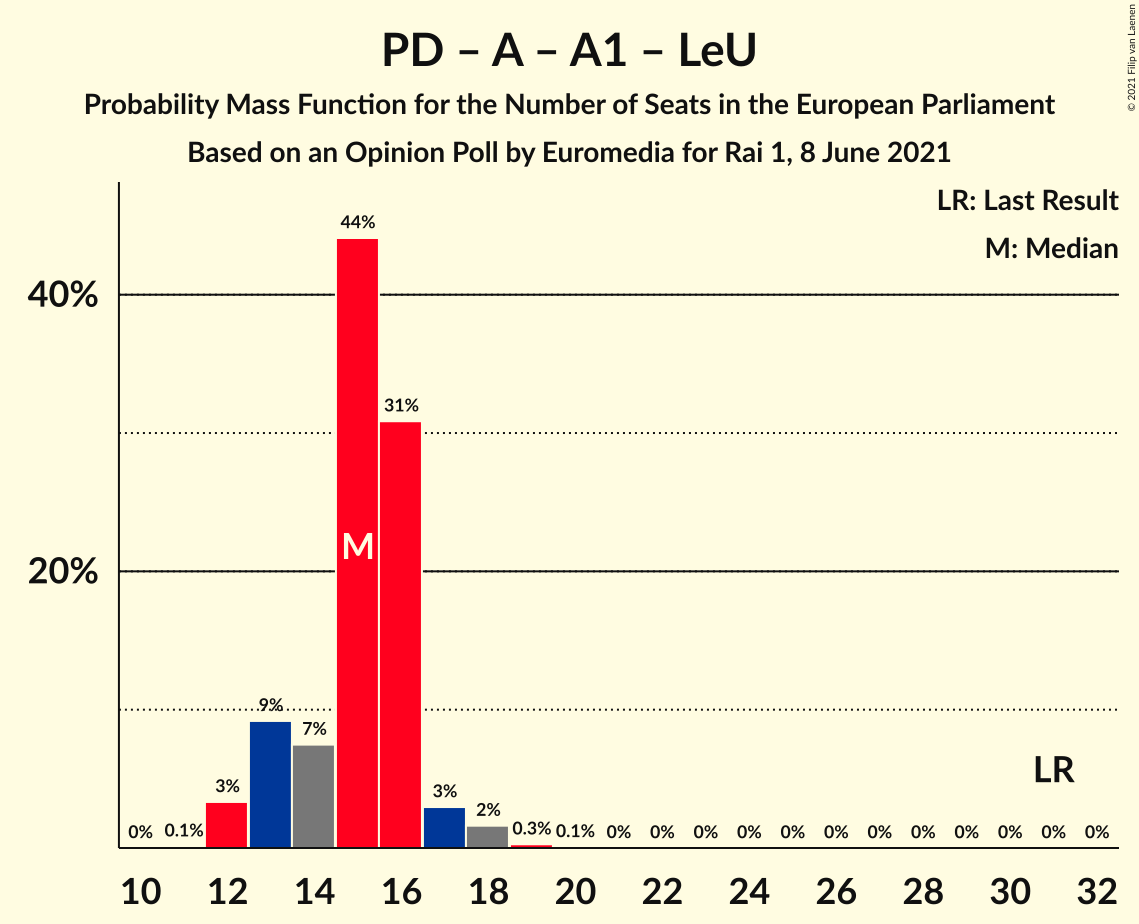 PD – A – A1 – LeU
Probability Mass Function for the Number of Seats in the European Parliament
Based on an Opinion Poll by Euromedia for Rai 1, 8 June 2021
© 2021 Filip van Laenen
LR: Last Result
M: Median
40%
20%
0% 0.1% 3% 9% 7% 44% 31% 3% 2% 0.3% 0.1% 0% 0% 0% 0% 0% 0% 0% 0% 0% 0% 0% 0%
M
LR
10 12 14 16 18 20 22 24 26 28 30 32